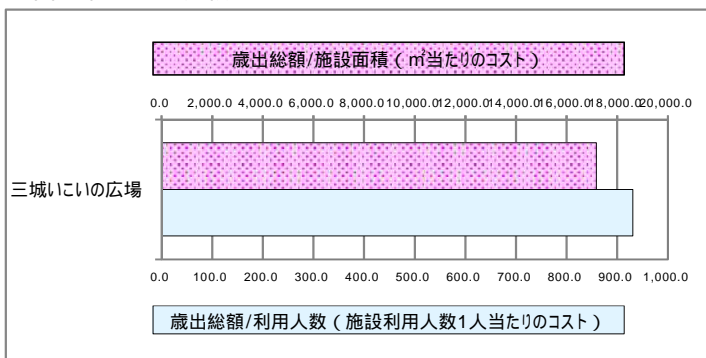 歳出総額/施設面積（㎡当たりのコスト）
0.0 2,000.0 4,000.0 6,000.0 8,000.0 10,000.0 12,000.0 14,000.0 16,000.0 18,000.0 20,000.0
三城いこいの広場
0.0 100.0 200.0 300.0 400.0 500.0 600.0 700.0 800.0 900.0 1,000.0
歳出総額/利用人数（施設利用人数1人当たりのコスト）